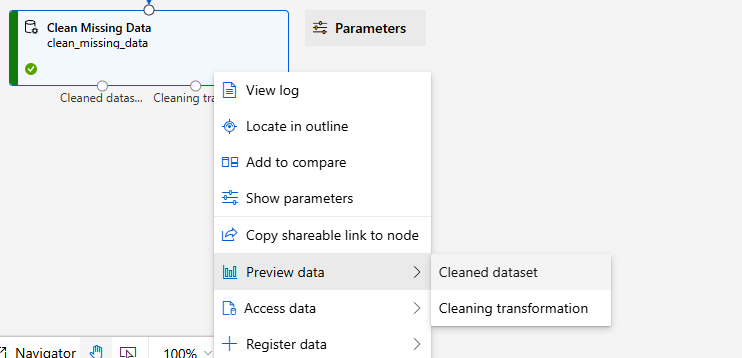 Clean Missing Data
clean_missing_data
Parameters
Cleaned datas...
Cleaning tra
View log
Locate in outline
Add to compare
Show parameters
Copy shareable link to node
Preview data
Cleaned dataset
Access data
Cleaning transformation
Register data
Navigator
100%